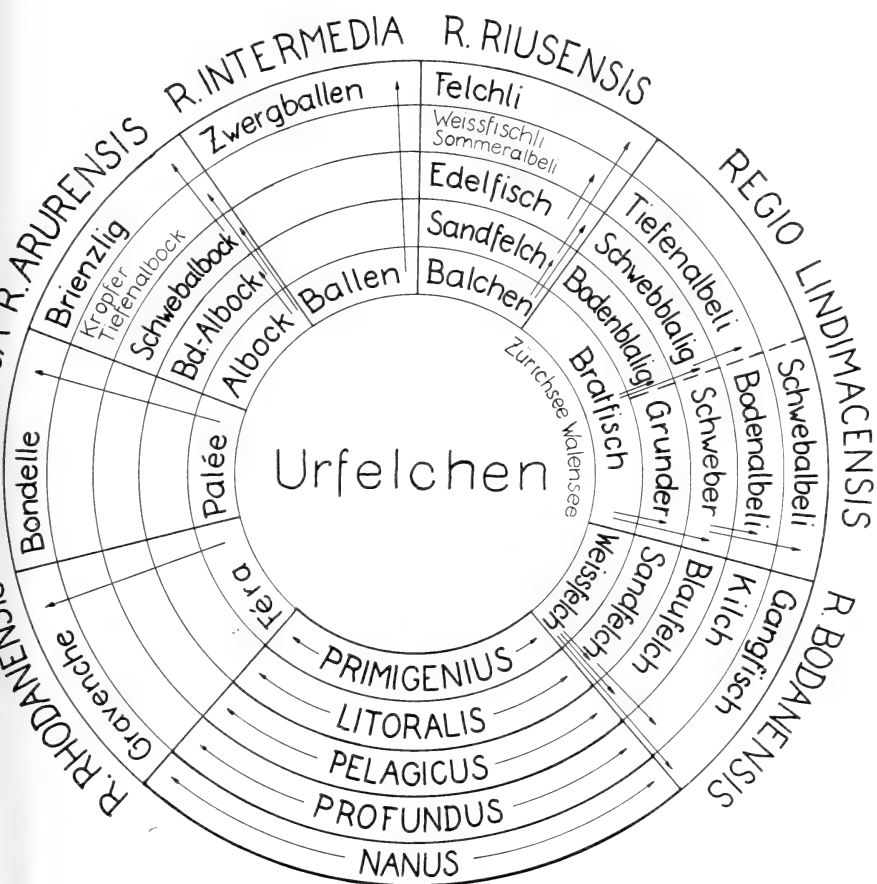 R. INTERMEDIA
R. RIUSENSIS
REGIO LINDIMACENSIS
R. BODANENSIS
R. RHODANENSIS
R. ARURENSIS
Felchli
Weissfischli
Sommeralbeli
Edelfisch
Sandfelch
Balchen
Zwergballen
Ballen
Brienzlig
Kropfer
Tiefenalbock
Schwebalbock
Bd.-Albock
Albock
Bondelle
Palée
Gravenche
Féra
Tiefenalbeli
Schwebblalig
Bodenblalig
Bratfisch
Zürichsee Walensee
Schwebalbeli
Bodenalbeli
Schweber
Grunder
Gangfisch
Kilch
Blaufelch
Sandfelch
Weissfelch
Urfelchen
PRIMIGENIUS
LITORALIS
PELAGICUS
PROFUNDUS
NANUS